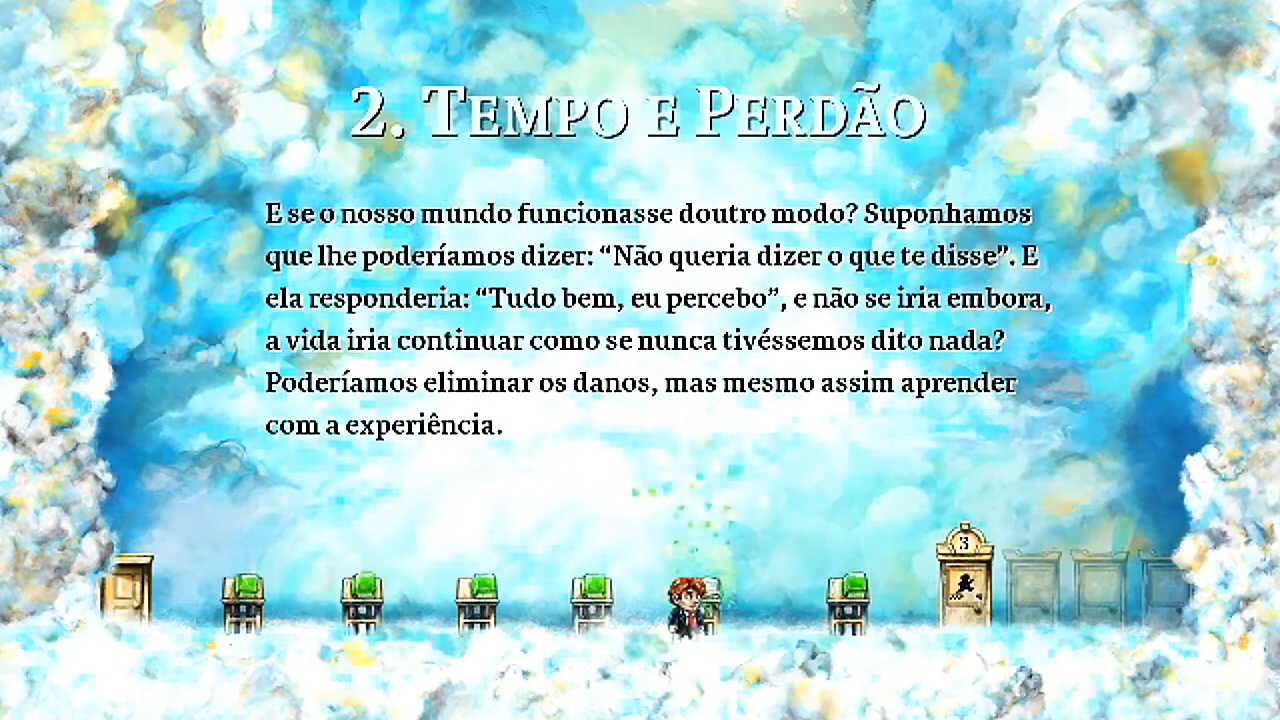 2. Tempo e Perdão
E se o nosso mundo funcionasse doutro modo? Suponhamos
que lhe poderíamos dizer: “Não queria dizer o que te disse”. E
ela responderia: “Tudo bem, eu percebo”, e não se iria embora,
a vida iria continuar como se nunca tivéssemos dito nada?
Poderíamos eliminar os danos, mas mesmo assim aprender
com a experiência.
3